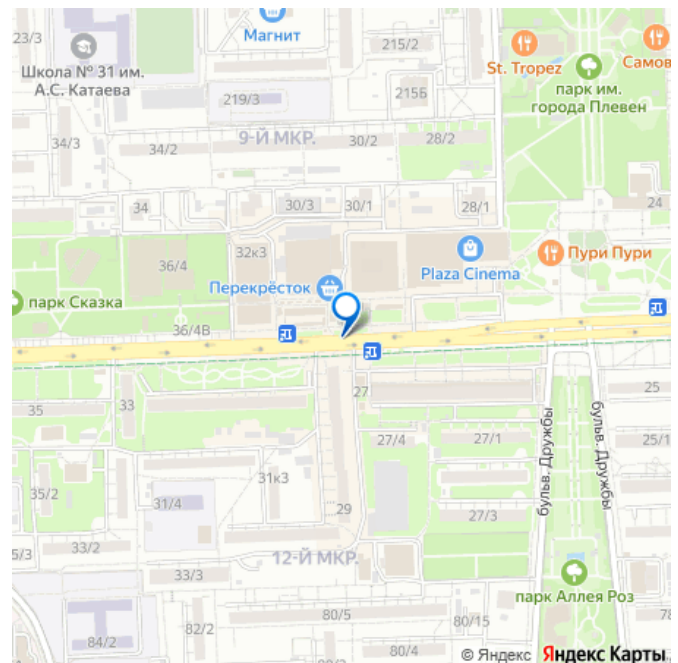 23/3
Магнит
215/2
St. Tropez
Самов
Школа № 31 им.
А.С. Катаева
парк им.
города Плевен
219/3
215Б
34/3
9-Й МКР.
34/2
30/2
28/2
34
30/3
30/1
28/1
24
32к3
36/4
Plaza Cinema
Пури Пури
Перекрёсток
парк Сказка
36/4В
35
33
27
25
27/4
27/1
25/1
бульв. Дружбы
бульв. Дружбы
31к3
35/2
31/4
29
27/3
5/3
33/2
12-Й МКР.
33/3
парк Аллея Роз
82/2
80/5
80/15
78
84/2
80/4
© Яндекс Яндекс Карты